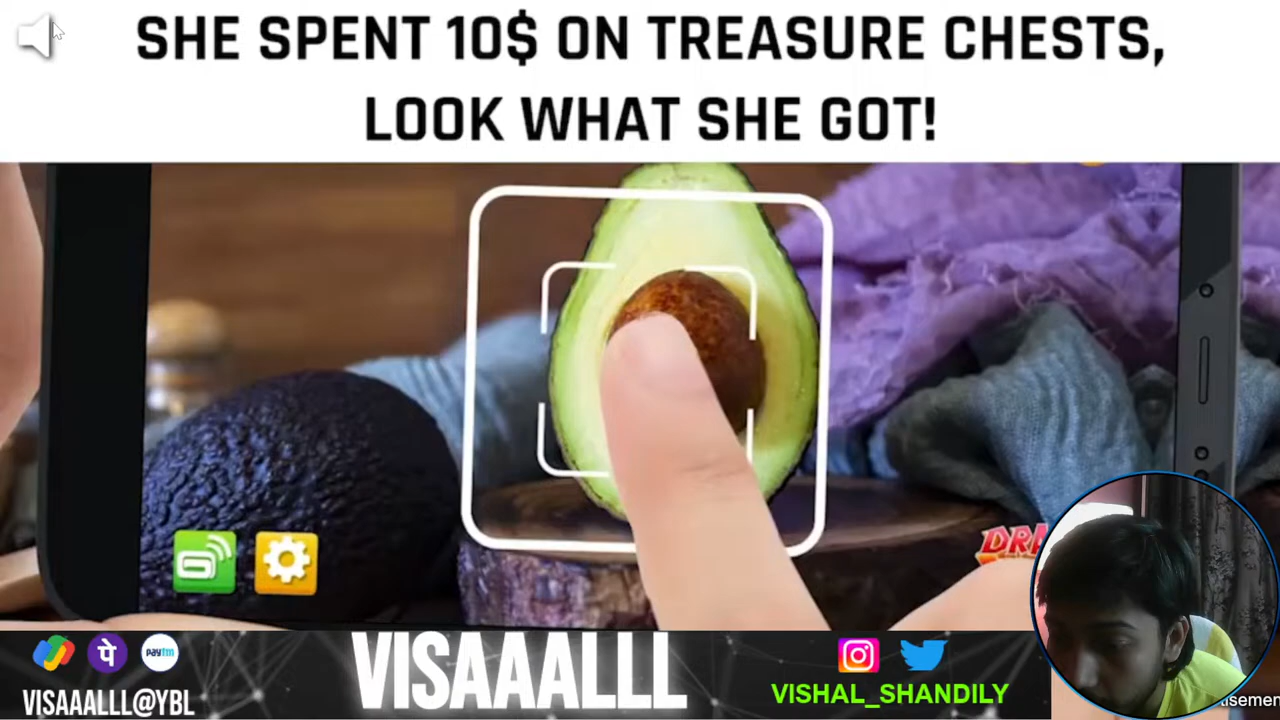 SHE SPENT 10$ ON TREASURE CHESTS,
LOOK WHAT SHE GOT!
पे
paytm
VISAAALLL@YBL
VISAAALLL
VISHAL_SHANDILY